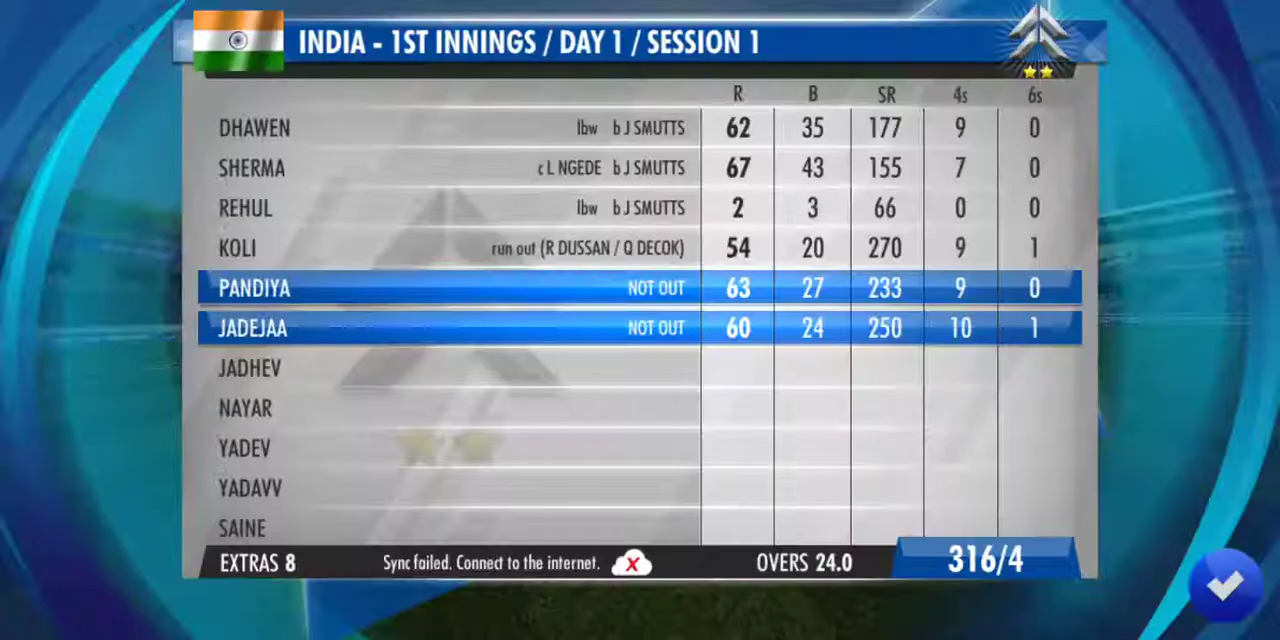 INDIA - 1ST INNINGS / DAY 1 / SESSION 1
R B SR 4s 6s
DHAWEN lbw b J SMUTTS 62 35 177 9 0
SHERMA c L NGEDE b J SMUTTS 67 43 155 7 0
REHUL lbw b J SMUTTS 2 3 66 0 0
KOLI run out (R DUSSAN / Q DECOK) 54 20 270 9 1
PANDIYA NOT OUT 63 27 233 9 0
JADEJAA NOT OUT 60 24 250 10 1
JADHEV
NAYAR
YADEV
YADAVV
SAINE
EXTRAS 8 Sync failed. Connect to the internet. X OVERS 24.0 316/4